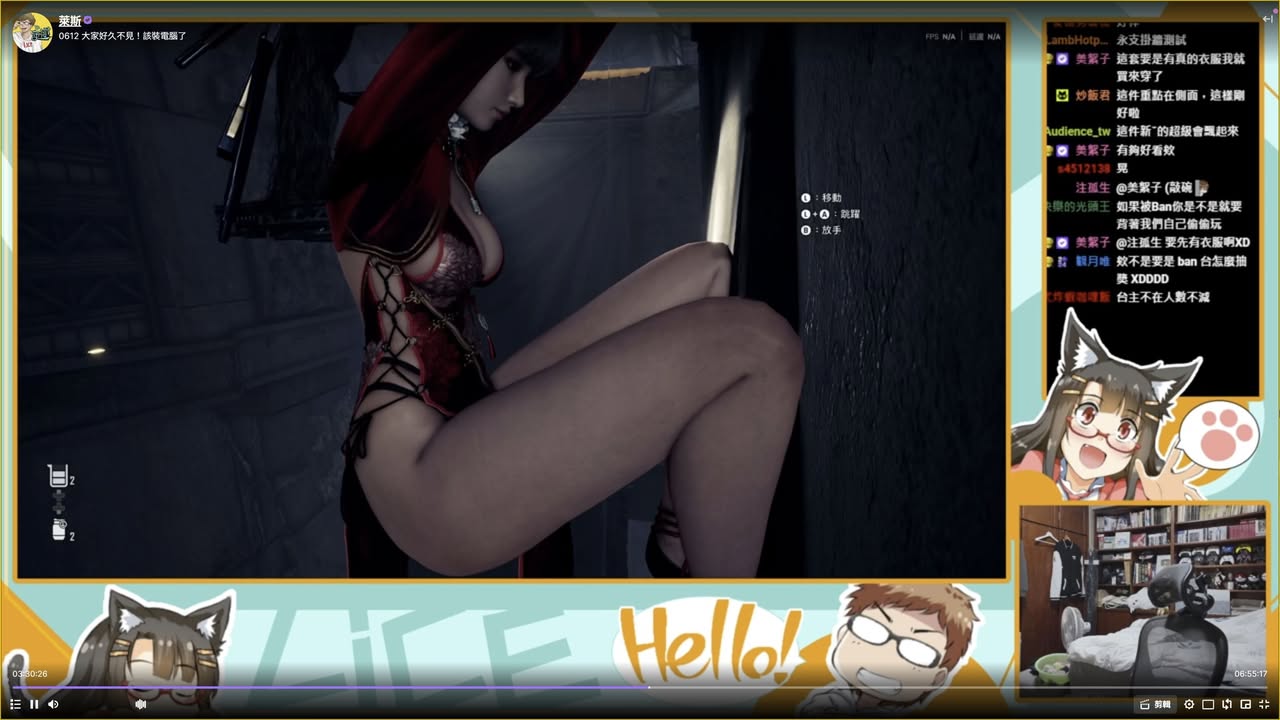 萊斯
0612 大家好久不見！該裝電腦了
FPS N/A | 延遲 N/A
L：移動
L+A：跳躍
B：放手
2
2
LambHotp... 永支掛牆測試
美絮子 這套要是有真的衣服我就
買來穿了
炒飯君 這件重點在側面，這樣剛
好啦
Audience_tw 這件新ˇ的超級會飄起來
美絮子 有夠好看欸
s4512138 晃
注孤生 @美絮子 (敲碗
的光頭王 如果被Ban你是不是就要
背著我們自己偷偷玩
美絮子 @注孤生 要先有衣服啊XD
觀月唯 欸不是要是 ban 台怎麼抽
獎 XDDDD
台主不在人數不減
Hello!
03:30:26
06:55:17
剪輯